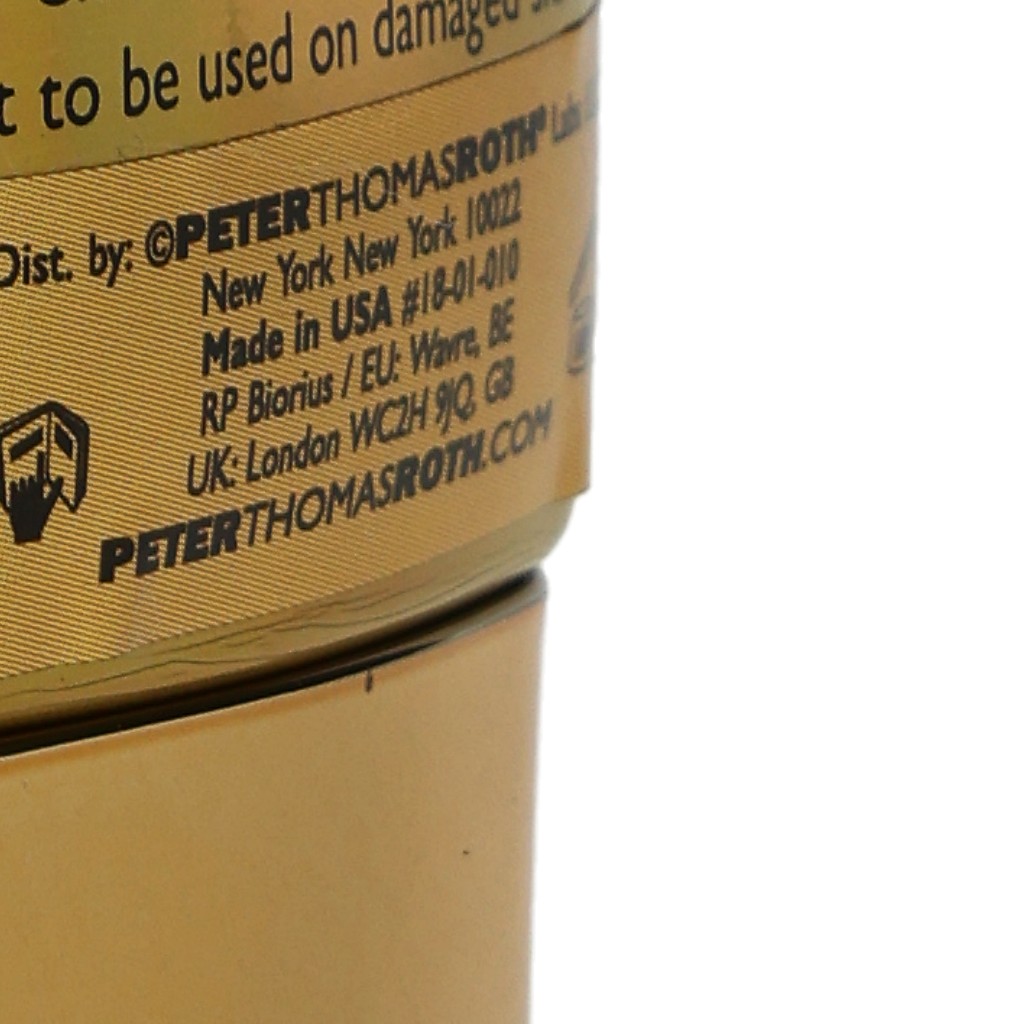 to be used on damaged
Dist. by: ©PETERTHOMASROTH® Labs
New York New York 10022
Made in USA #18-01-010
RP Biorius / EU: Wavre, BE
UK: London WC2H 9JQ, GB
PETERTHOMASROTH.COM